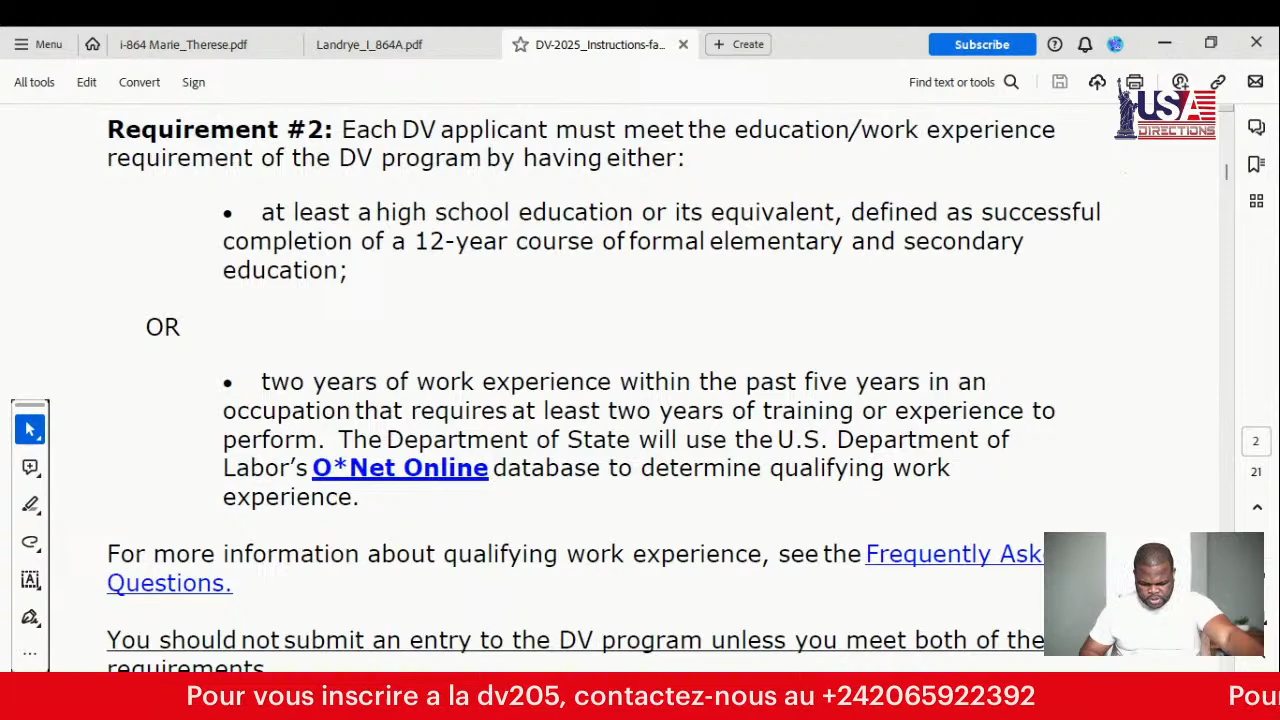 Menu
i-864 Marie_Therese.pdf
Landrye_I_864A.pdf
DV-2025_Instructions-fa...
Create
Subscribe
All tools
Edit
Convert
Sign
Find text or tools
USA
DIRECTIONS
Requirement #2: Each DV applicant must meet the education/work experience
requirement of the DV program by having either:
• at least a high school education or its equivalent, defined as successful
completion of a 12-year course of formal elementary and secondary
education;
OR
• two years of work experience within the past five years in an
occupation that requires at least two years of training or experience to
perform. The Department of State will use the U.S. Department of
Labor's O*Net Online database to determine qualifying work
experience.
2
21
For more information about qualifying work experience, see the Frequently Ask
Questions.
You should not submit an entry to the DV program unless you meet both of the
requirements
Pour vous inscrire a la dv205, contactez-nous au +242065922392
Pou